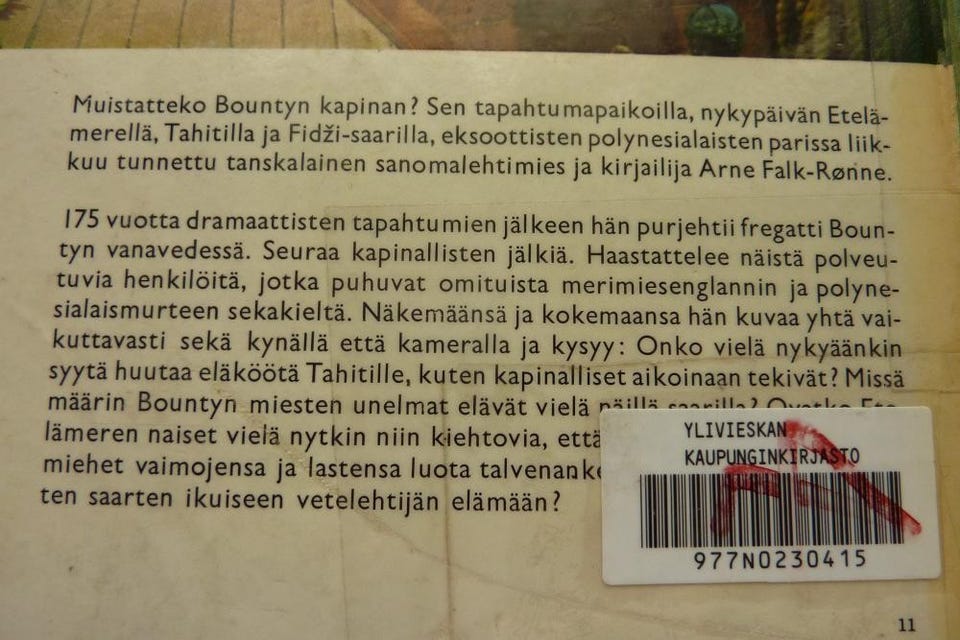 Muistatteko Bountyn kapinan? Sen tapahtumapaikoilla, nykypäivän Etelä-
merellä, Tahitilla ja Fidži-saarilla, eksoottisten polynesialaisten parissa liik-
kuu tunnettu tanskalainen sanomalehtimies ja kirjailija Arne Falk-Rønne.
175 vuotta dramaattisten tapahtumien jälkeen hän purjehtii fregatti Boun-
tyn vanavedessä. Seuraa kapinallisten jälkiä. Haastattelee näistä polveu-
tuvia henkilöitä, jotka puhuvat omituista merimiesenglannin ja polyne-
sialaismurteen sekakieltä. Näkemäänsä ja kokemaansa hän kuvaa yhtä vai-
kuttavasti sekä kynällä että kameralla ja kysyy: Onko vielä nykyäänkin
syytä huutaa eläköötä Tahitille, kuten kapinalliset aikoinaan tekivät? Missä
määrin Bountyn miesten unelmat elävät vielä näillä saarilla? Ovatko Ete-
lämeren naiset vielä nytkin niin kiehtovia, että
miehet vaimojensa ja lastensa luota talvenanke
ten saarten ikuiseen vetelehtijän elämään?
YLIVIESKAN
KAUPUNGINKIRJASTO
977N0230415
11